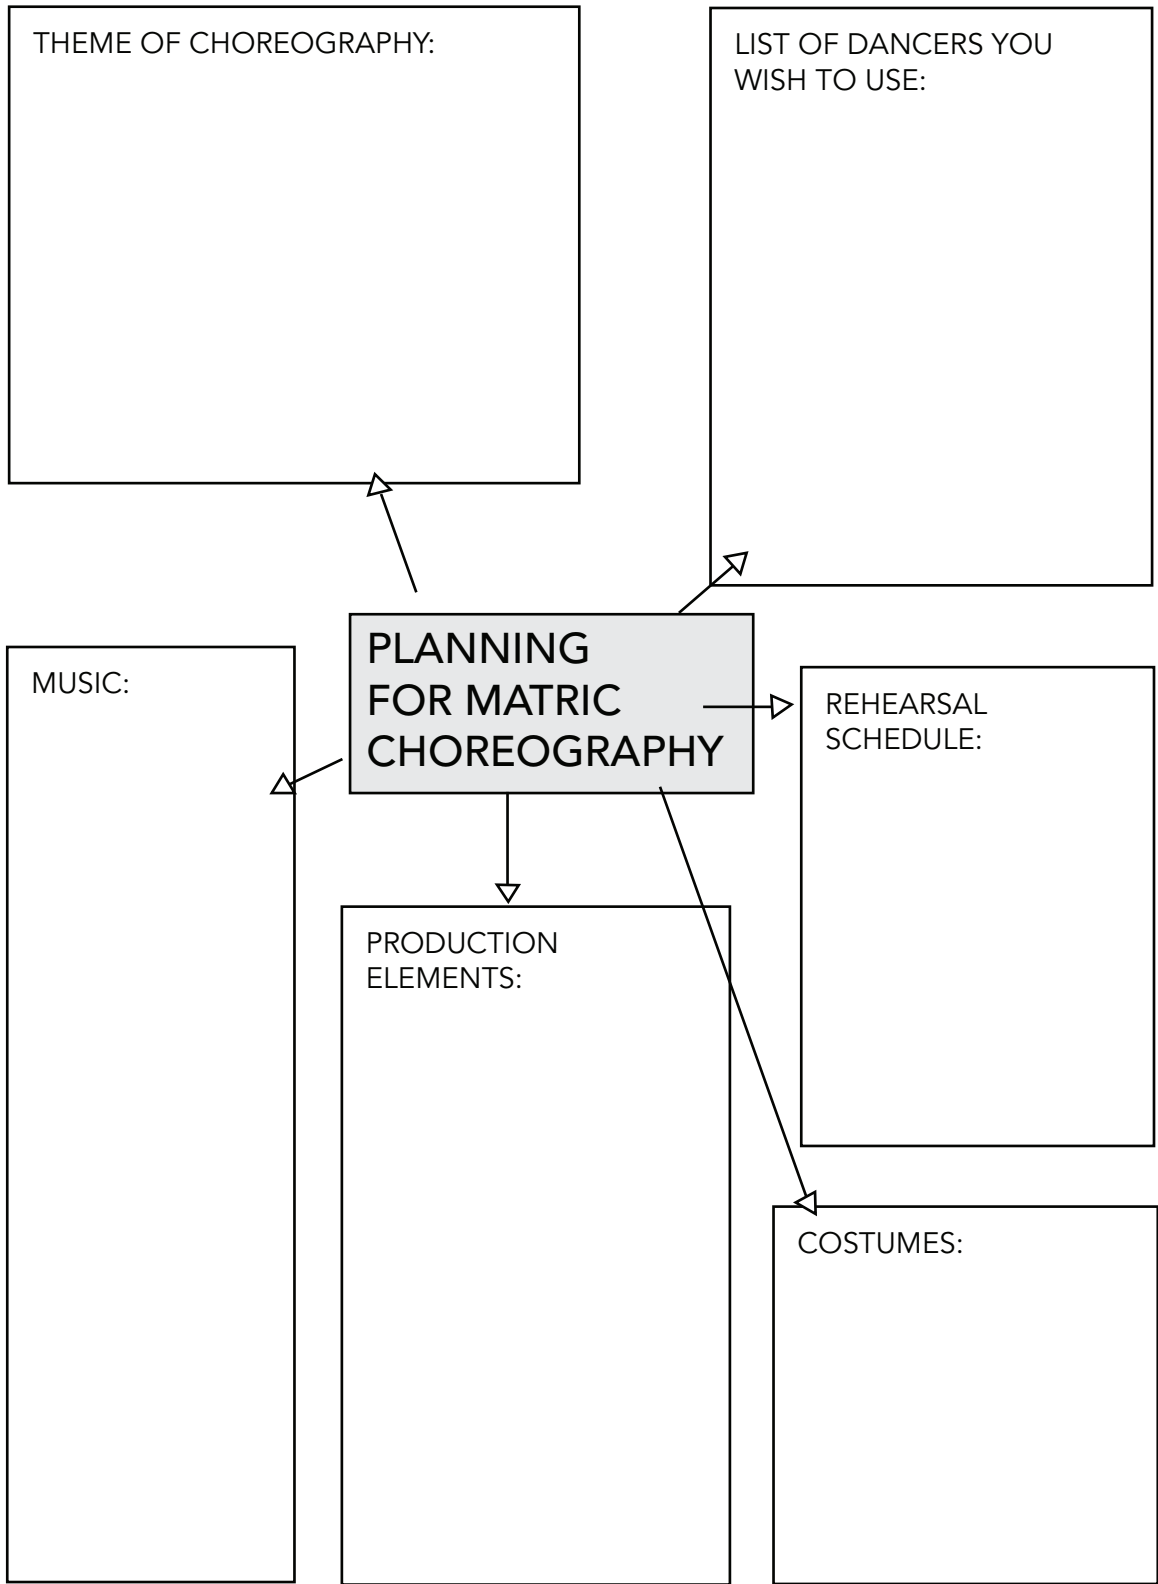 THEME OF CHOREOGRAPHY:
LIST OF DANCERS YOU
WISH TO USE:
PLANNING
FOR MATRIC
CHOREOGRAPHY
MUSIC:
REHEARSAL
SCHEDULE:
PRODUCTION
ELEMENTS:
COSTUMES: